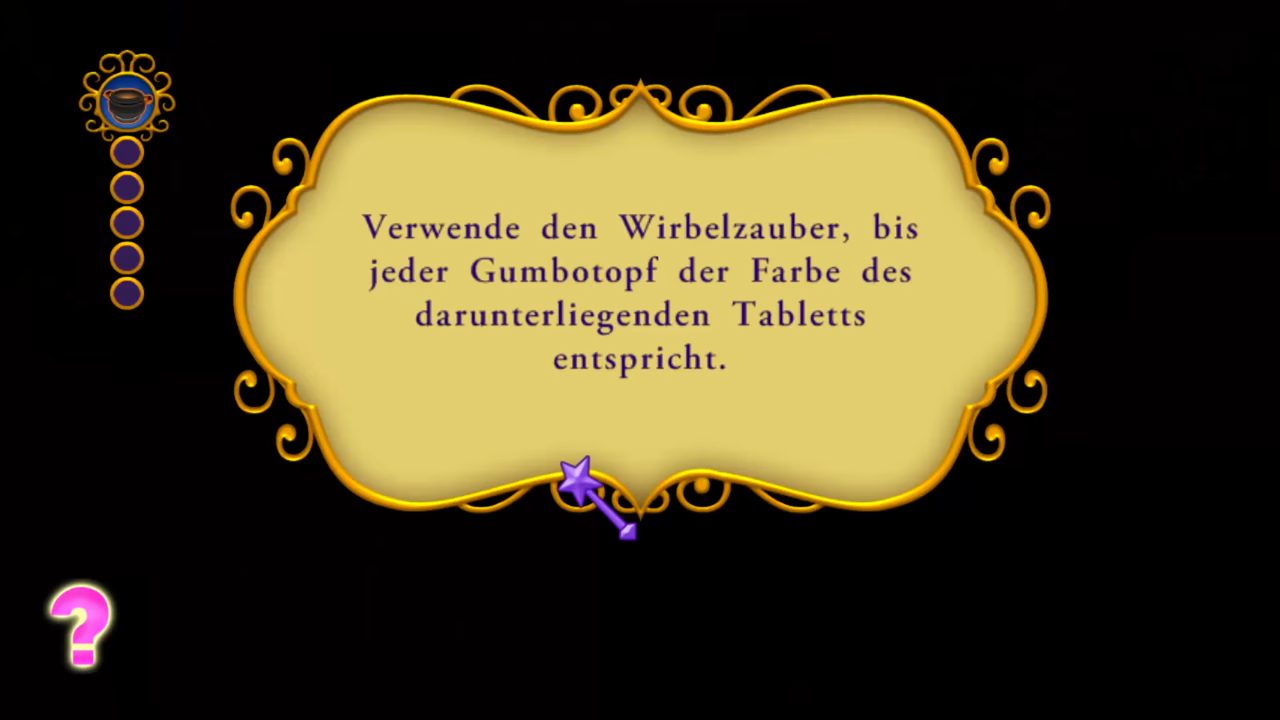 Verwende den Wirbelzauber, bis
jeder Gumbotopf der Farbe des
darunterliegenden Tabletts
entspricht.
?